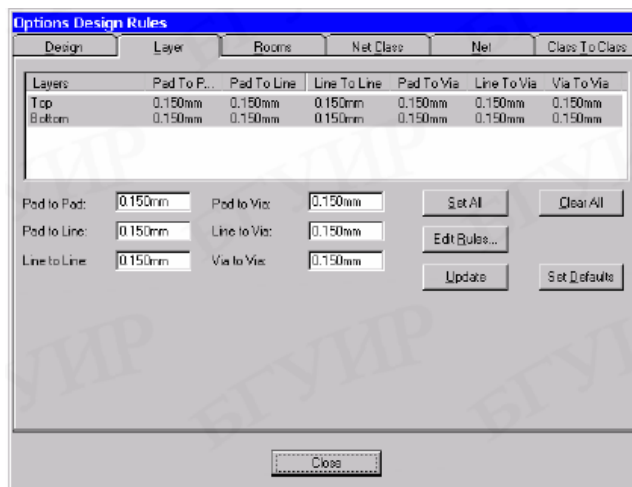 Options Design Rules
Design Layer Rooms Net Class Net Class To Class
Layers Pad To P... Pad To Line Line To Line Pad To Via Line To Via Via To Via
Top 0.150mm 0.150mm 0.150mm 0.150mm 0.150mm 0.150mm
Bottom 0.150mm 0.150mm 0.150mm 0.150mm 0.150mm 0.150mm
Pad to Pad: 0.150mm Pad to Via: 0.150mm Set All Clear All
Pad to Line: 0.150mm Line to Via: 0.150mm Edit Rules...
Line to Line: 0.150mm Via to Via: 0.150mm Update Set Defaults
Close
БГУИР
БГУИР
БГУИР
БГУИР